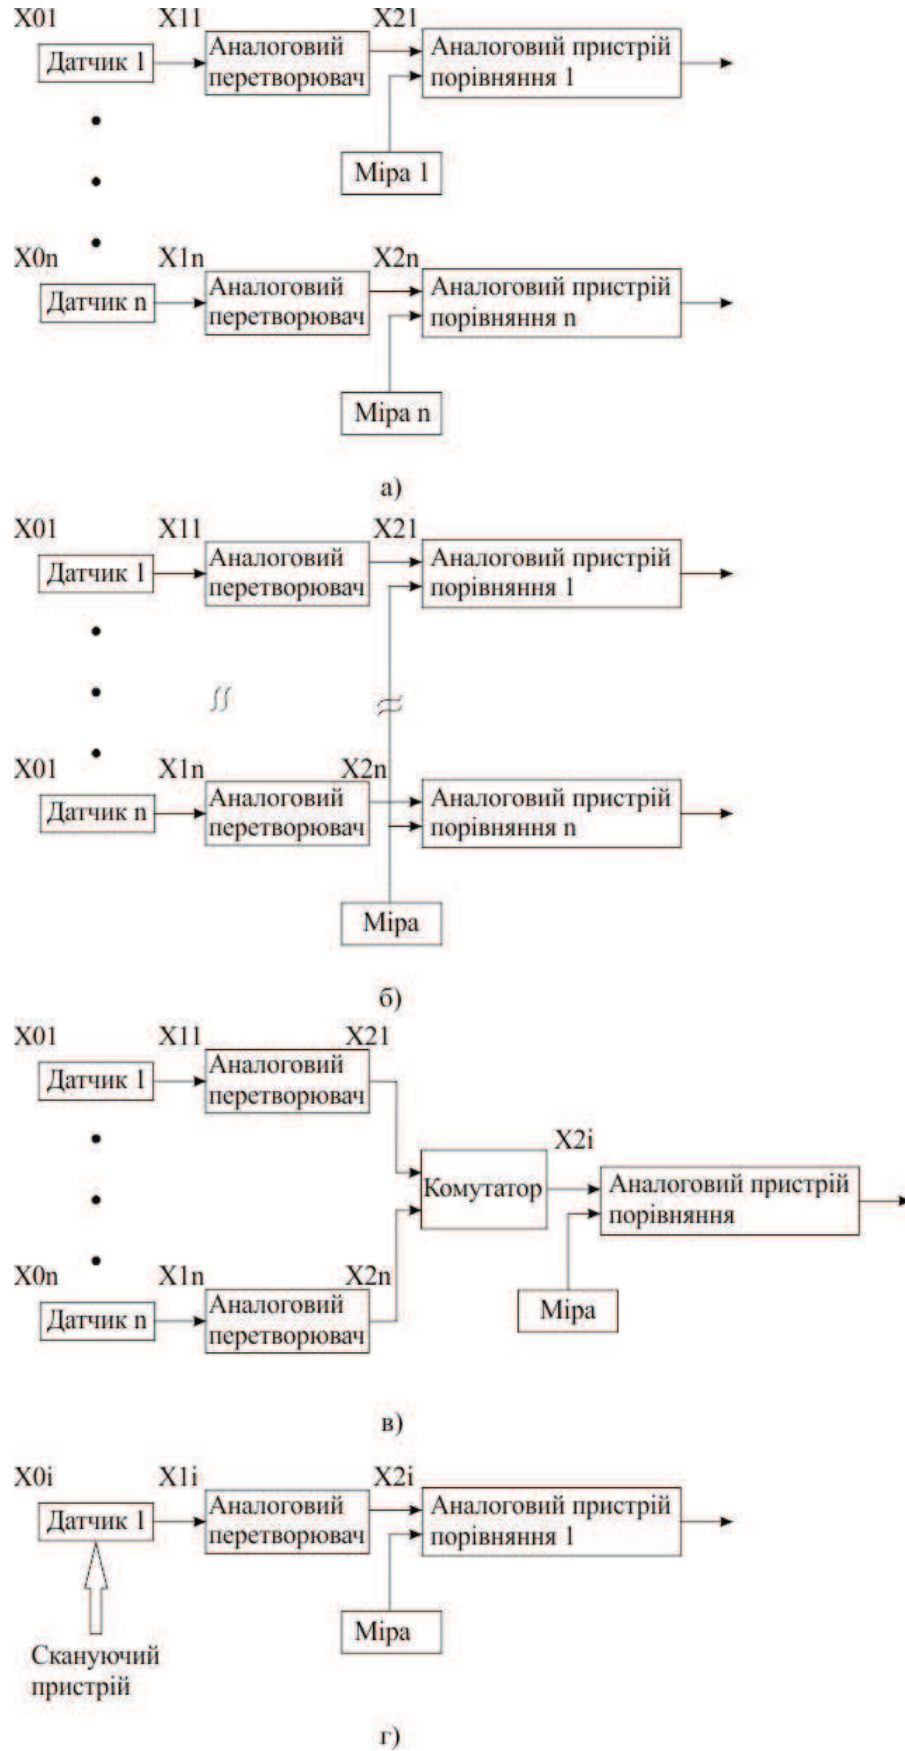 X01 X11 X21
Датчик 1
Аналоговий
перетворювач
Аналоговий пристрій
порівняння 1
Міра 1
X0n X1n X2n
Датчик n
Аналоговий
перетворювач
Аналоговий пристрій
порівняння n
Міра n
а)
X01 X11 X21
Датчик 1
Аналоговий
перетворювач
Аналоговий пристрій
порівняння 1
X01 X1n X2n
Датчик n
Аналоговий
перетворювач
Аналоговий пристрій
порівняння n
Міра
б)
X01 X11 X21
Датчик 1
Аналоговий
перетворювач
Комутатор
X2i
Аналоговий пристрій
порівняння
X0n X1n X2n
Датчик n
Аналоговий
перетворювач
Міра
в)
X0i X1i X2i
Датчик 1
Аналоговий
перетворювач
Аналоговий пристрій
порівняння 1
Міра
Скануючий
пристрій
г)